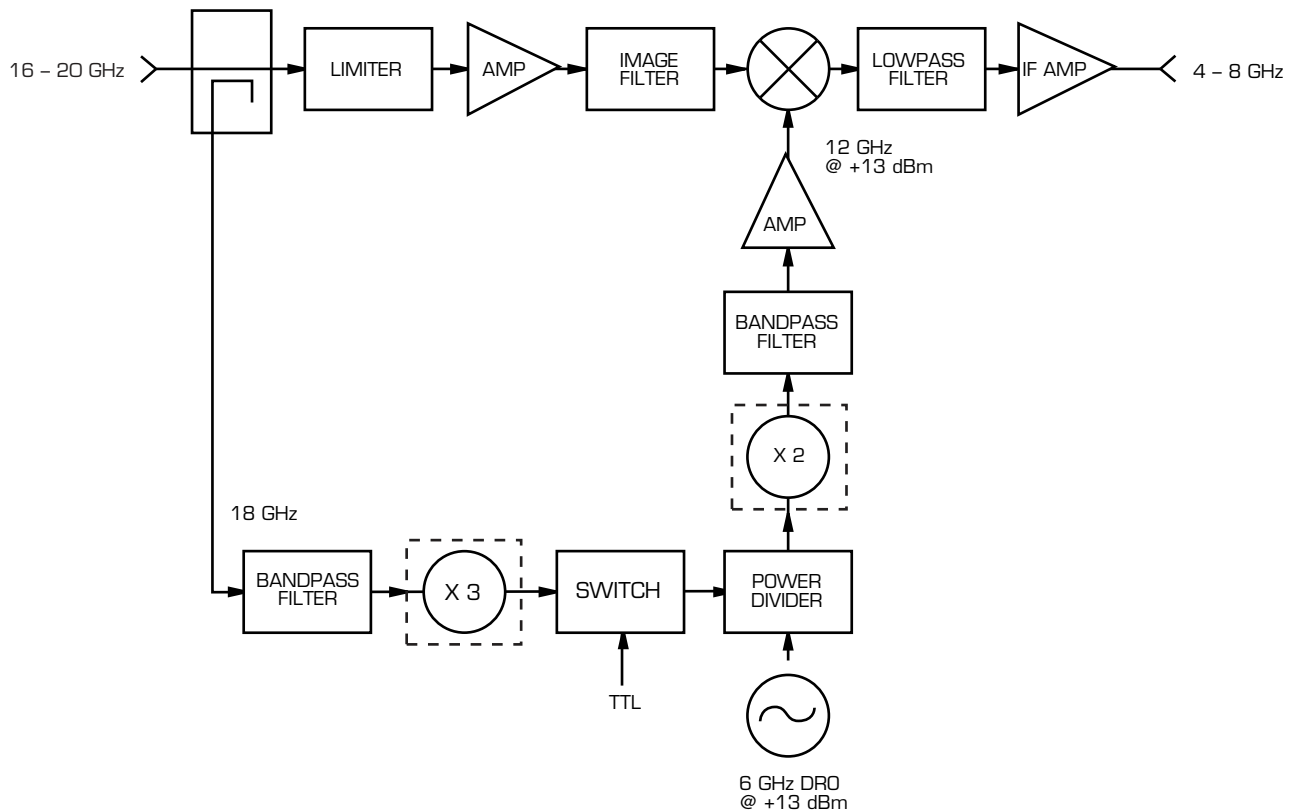 16 – 20 GHz
LIMITER
AMP
IMAGE
FILTER
LOWPASS
FILTER
IF AMP
4 – 8 GHz
12 GHz
@ +13 dBm
AMP
BANDPASS
FILTER
X 2
18 GHz
BANDPASS
FILTER
X 3
SWITCH
POWER
DIVIDER
TTL
6 GHz DRO
@ +13 dBm